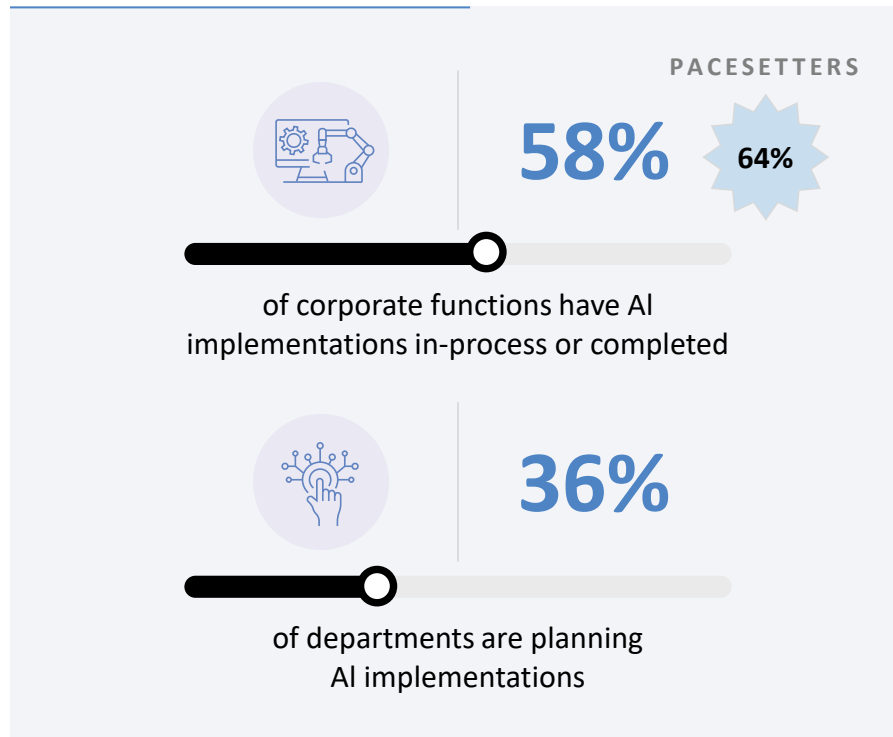 PACESETTERS
58%
64%
of corporate functions have AI
implementations in-process or completed
36%
of departments are planning
AI implementations